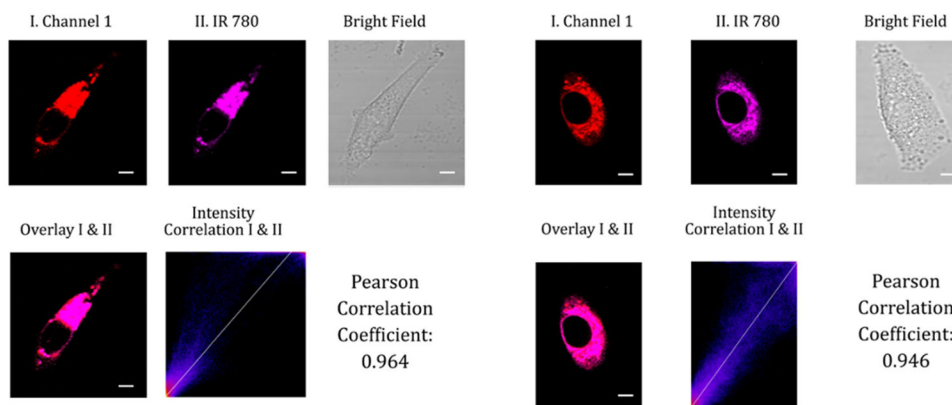 I. Channel 1
II. IR 780
Bright Field
Overlay I & II
Intensity
Correlation I & II
Pearson
Correlation
Coefficient:
0.964
I. Channel 1
II. IR 780
Bright Field
Overlay I & II
Intensity
Correlation I & II
Pearson
Correlation
Coefficient:
0.946